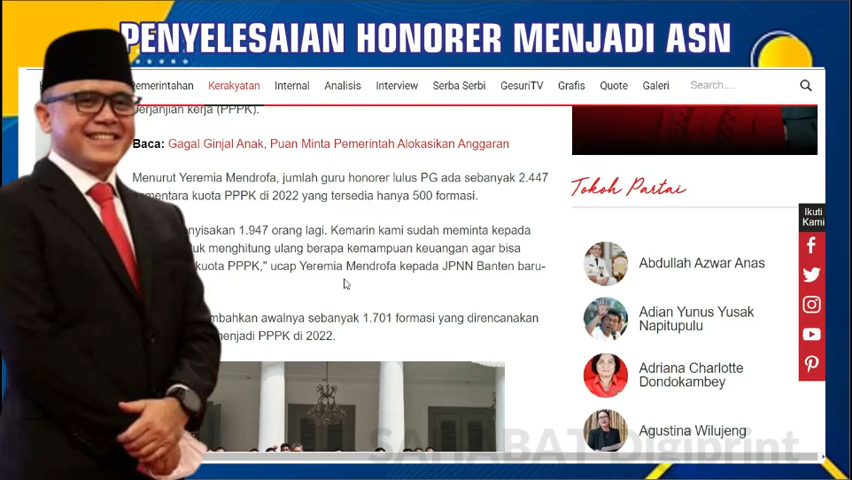 PENYELESAIAN HONORER MENJADI ASN
Pemerintahan Kerakyatan Internal Analisis Interview Serba Serbi GesuriTV Grafis Quote Galeri Search....
perjanjian kerja (PPPK).
Baca: Gagal Ginjal Anak, Puan Minta Pemerintah Alokasikan Anggaran
Menurut Yeremia Mendrofa, jumlah guru honorer lulus PG ada sebanyak 2.447
sementara kuota PPPK di 2022 yang tersedia hanya 500 formasi.
1.947 orang lagi. Kemarin kami sudah meminta kepada
menghitung ulang berapa kemampuan keuangan agar bisa
kuota PPPK," ucap Yeremia Mendrofa kepada JPNN Banten baru-
awalnya sebanyak 1.701 formasi yang direncanakan
menjadi PPPK di 2022.
Tokoh Partai
Abdullah Azwar Anas
Adian Yunus Yusak
Napitupulu
Adriana Charlotte
Dondokambey
Agustina Wilujeng
Ikuti
Kami
SAHABAT Digiprint